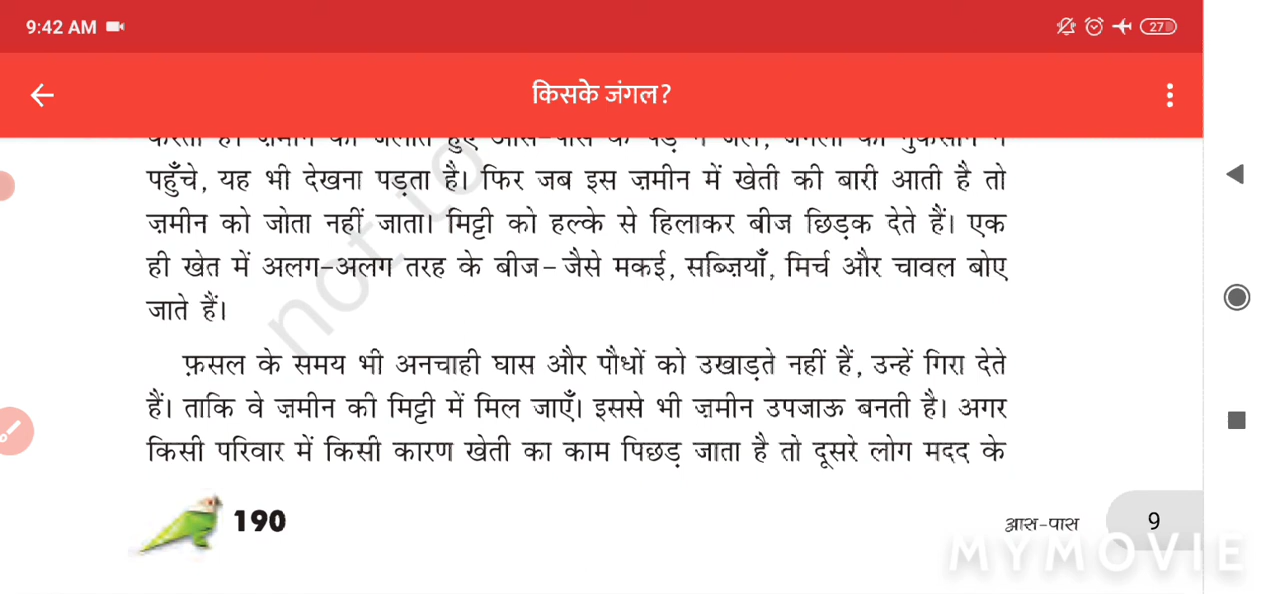 9:42 AM
27
किसके जंगल?
पहुँचे, यह भी देखना पड़ता है। फिर जब इस ज़मीन में खेती की बारी आती है तो
ज़मीन को जोता नहीं जाता। मिट्टी को हल्के से हिलाकर बीज छिड़क देते हैं। एक
ही खेत में अलग-अलग तरह के बीज – जैसे मकई, सब्ज़ियाँ, मिर्च और चावल बोए
जाते हैं।
not to
फ़सल के समय भी अनचाही घास और पौधों को उखाड़ते नहीं हैं, उन्हें गिरा देते
हैं। ताकि वे ज़मीन की मिट्टी में मिल जाएँ। इससे भी ज़मीन उपजाऊ बनती है। अगर
किसी परिवार में किसी कारण खेती का काम पिछड़ जाता है तो दूसरे लोग मदद के
190
आस-पास
9
MYMOVIE